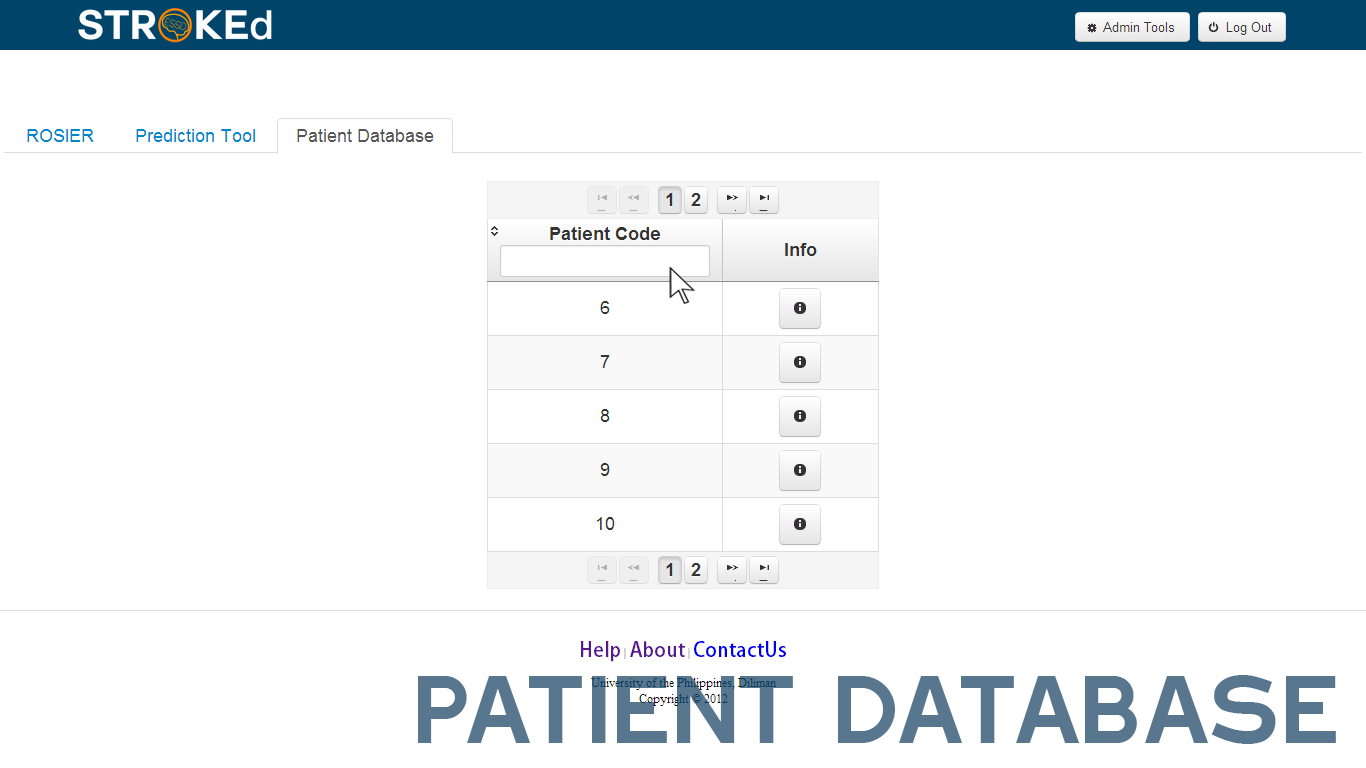 STROKEd
CSSD
Admin Tools
Log Out
ROSIER
Prediction Tool
Patient Database
1 2
Patient Code
Info
6
7
8
9
10
1 2
Help | About | ContactUs
University of the Philippines, Diliman
Copyright © 2012
PATIENT DATABASE